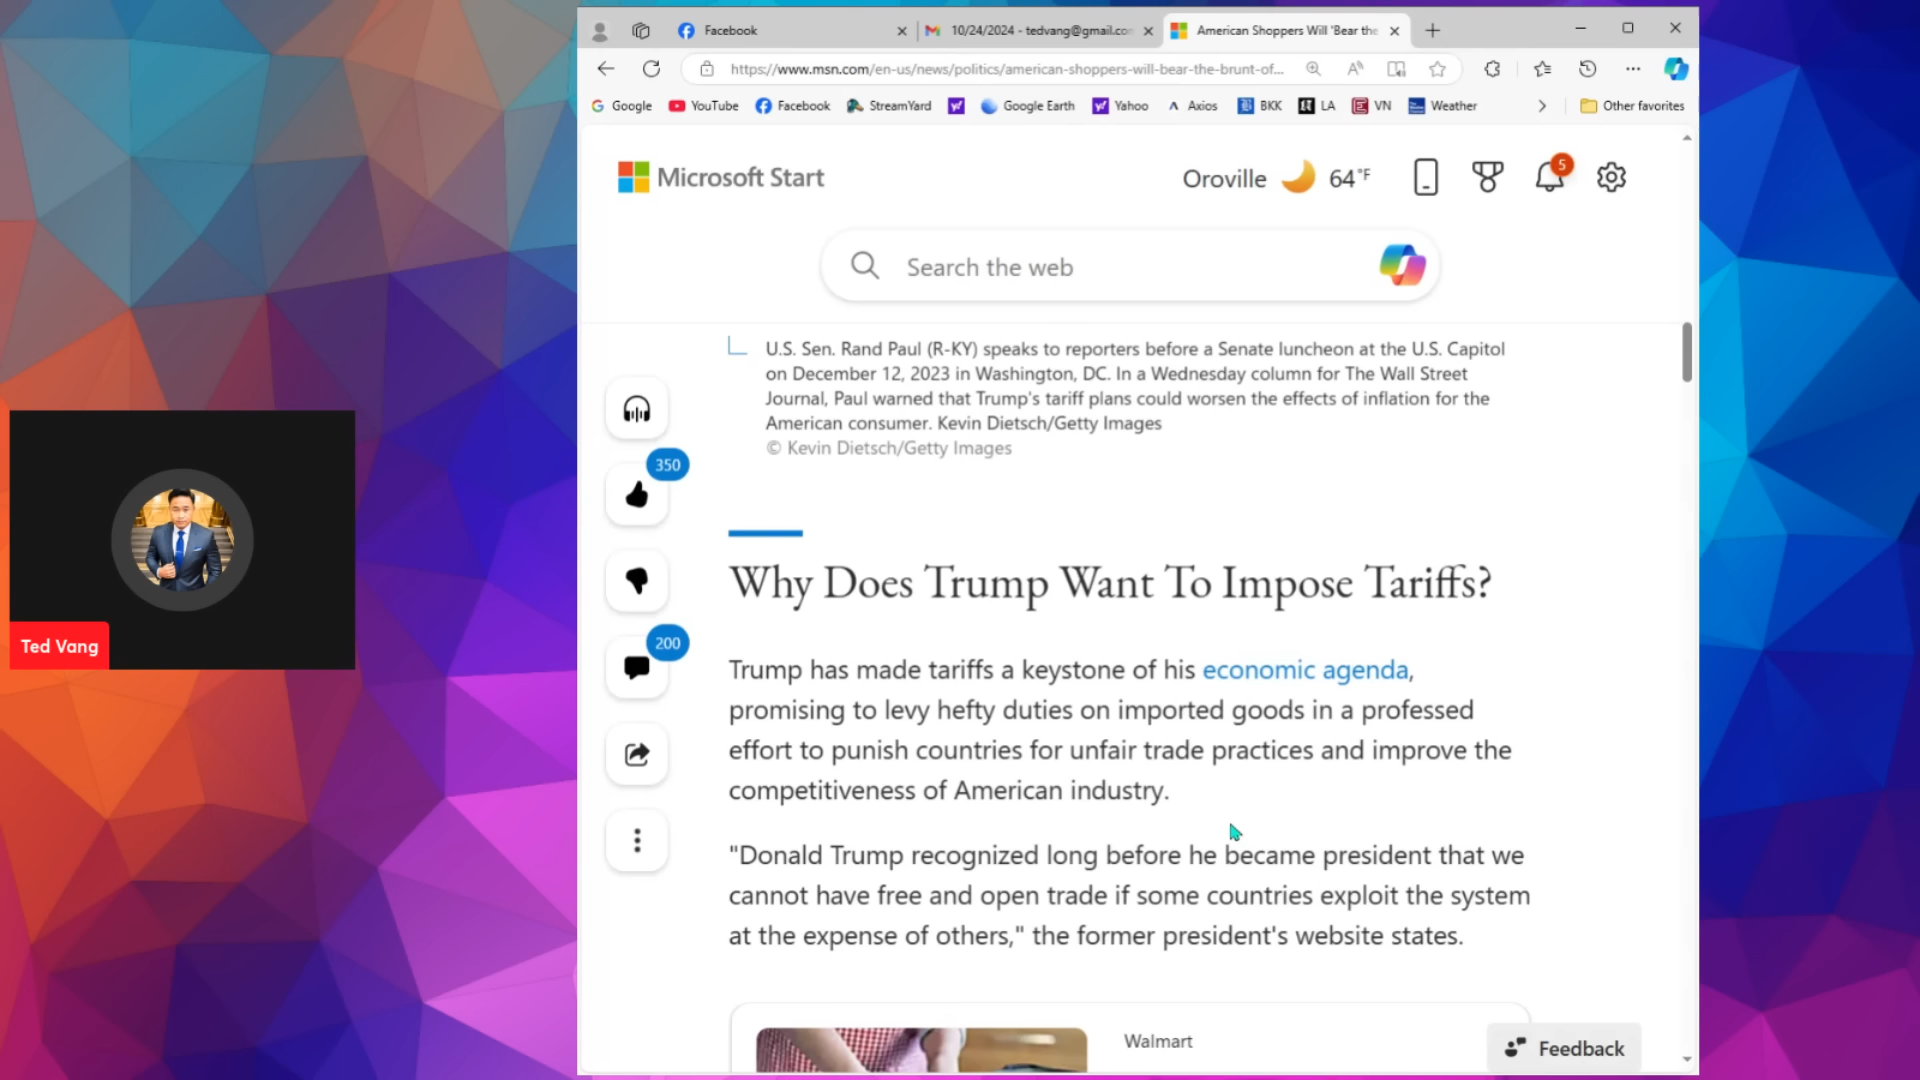 Facebook
10/24/2024 - tedvang@gmail.con
American Shoppers Will 'Bear the
https://www.msn.com/en-us/news/politics/american-shoppers-will-bear-the-brunt-of...
Google
YouTube
Facebook
StreamYard
Google Earth
Yahoo
Axios
BKK
LA
VN
Weather
Other favorites
Microsoft Start
Oroville
64°F
5
Search the web
U.S. Sen. Rand Paul (R-KY) speaks to reporters before a Senate luncheon at the U.S. Capitol
on December 12, 2023 in Washington, DC. In a Wednesday column for The Wall Street
Journal, Paul warned that Trump's tariff plans could worsen the effects of inflation for the
American consumer. Kevin Dietsch/Getty Images
© Kevin Dietsch/Getty Images
350
200
Why Does Trump Want To Impose Tariffs?
Trump has made tariffs a keystone of his economic agenda,
promising to levy hefty duties on imported goods in a professed
effort to punish countries for unfair trade practices and improve the
competitiveness of American industry.
"Donald Trump recognized long before he became president that we
cannot have free and open trade if some countries exploit the system
at the expense of others," the former president's website states.
Walmart
Feedback
Ted Vang